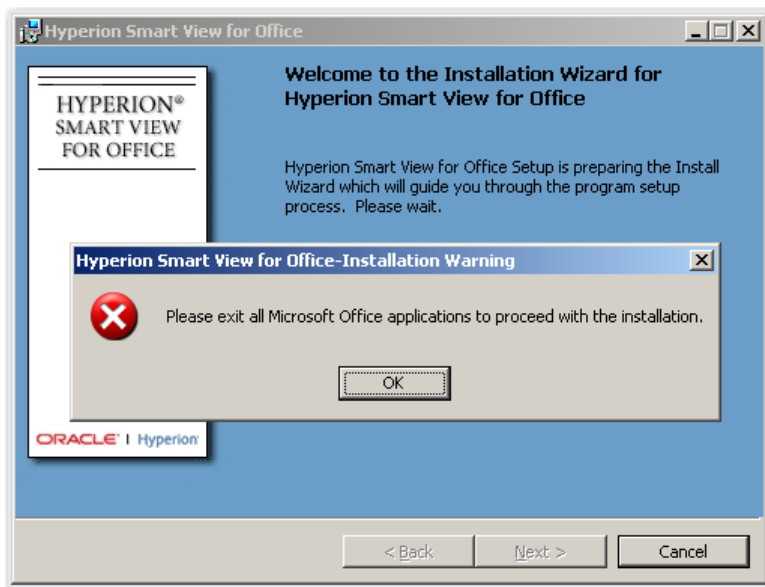 Hyperion Smart View for Office
HYPERION®
SMART VIEW
FOR OFFICE
Welcome to the Installation Wizard for
Hyperion Smart View for Office
Hyperion Smart View for Office Setup is preparing the Install
Wizard which will guide you through the program setup
process. Please wait.
Hyperion Smart View for Office-Installation Warning
Please exit all Microsoft Office applications to proceed with the installation.
OK
ORACLE' | Hyperion'
< Back
Next >
Cancel